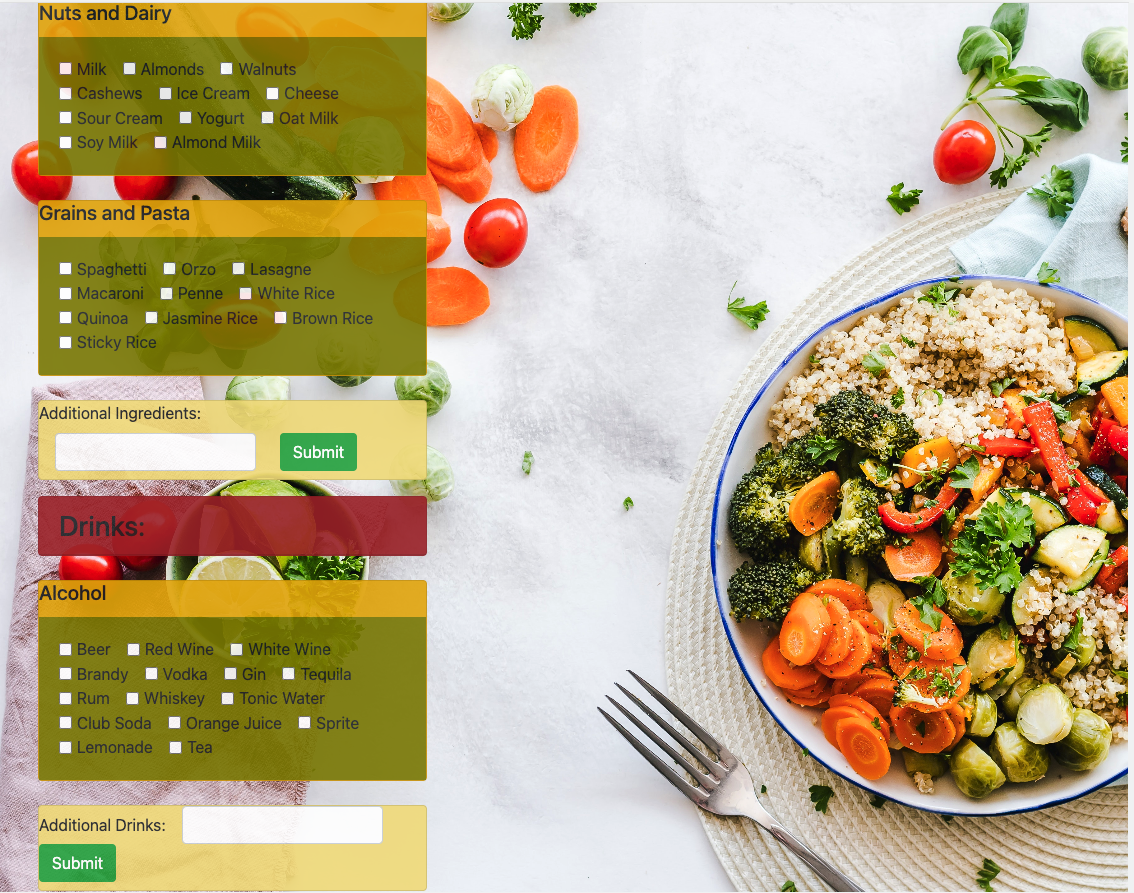 Nuts and Dairy
Milk Almonds Walnuts
Cashews Ice Cream Cheese
Sour Cream Yogurt Oat Milk
Soy Milk Almond Milk
Grains and Pasta
Spaghetti Orzo Lasagne
Macaroni Penne White Rice
Quinoa Jasmine Rice Brown Rice
Sticky Rice
Additional Ingredients:
Submit
Drinks:
Alcohol
Beer Red Wine White Wine
Brandy Vodka Gin Tequila
Rum Whiskey Tonic Water
Club Soda Orange Juice Sprite
Lemonade Tea
Additional Drinks:
Submit